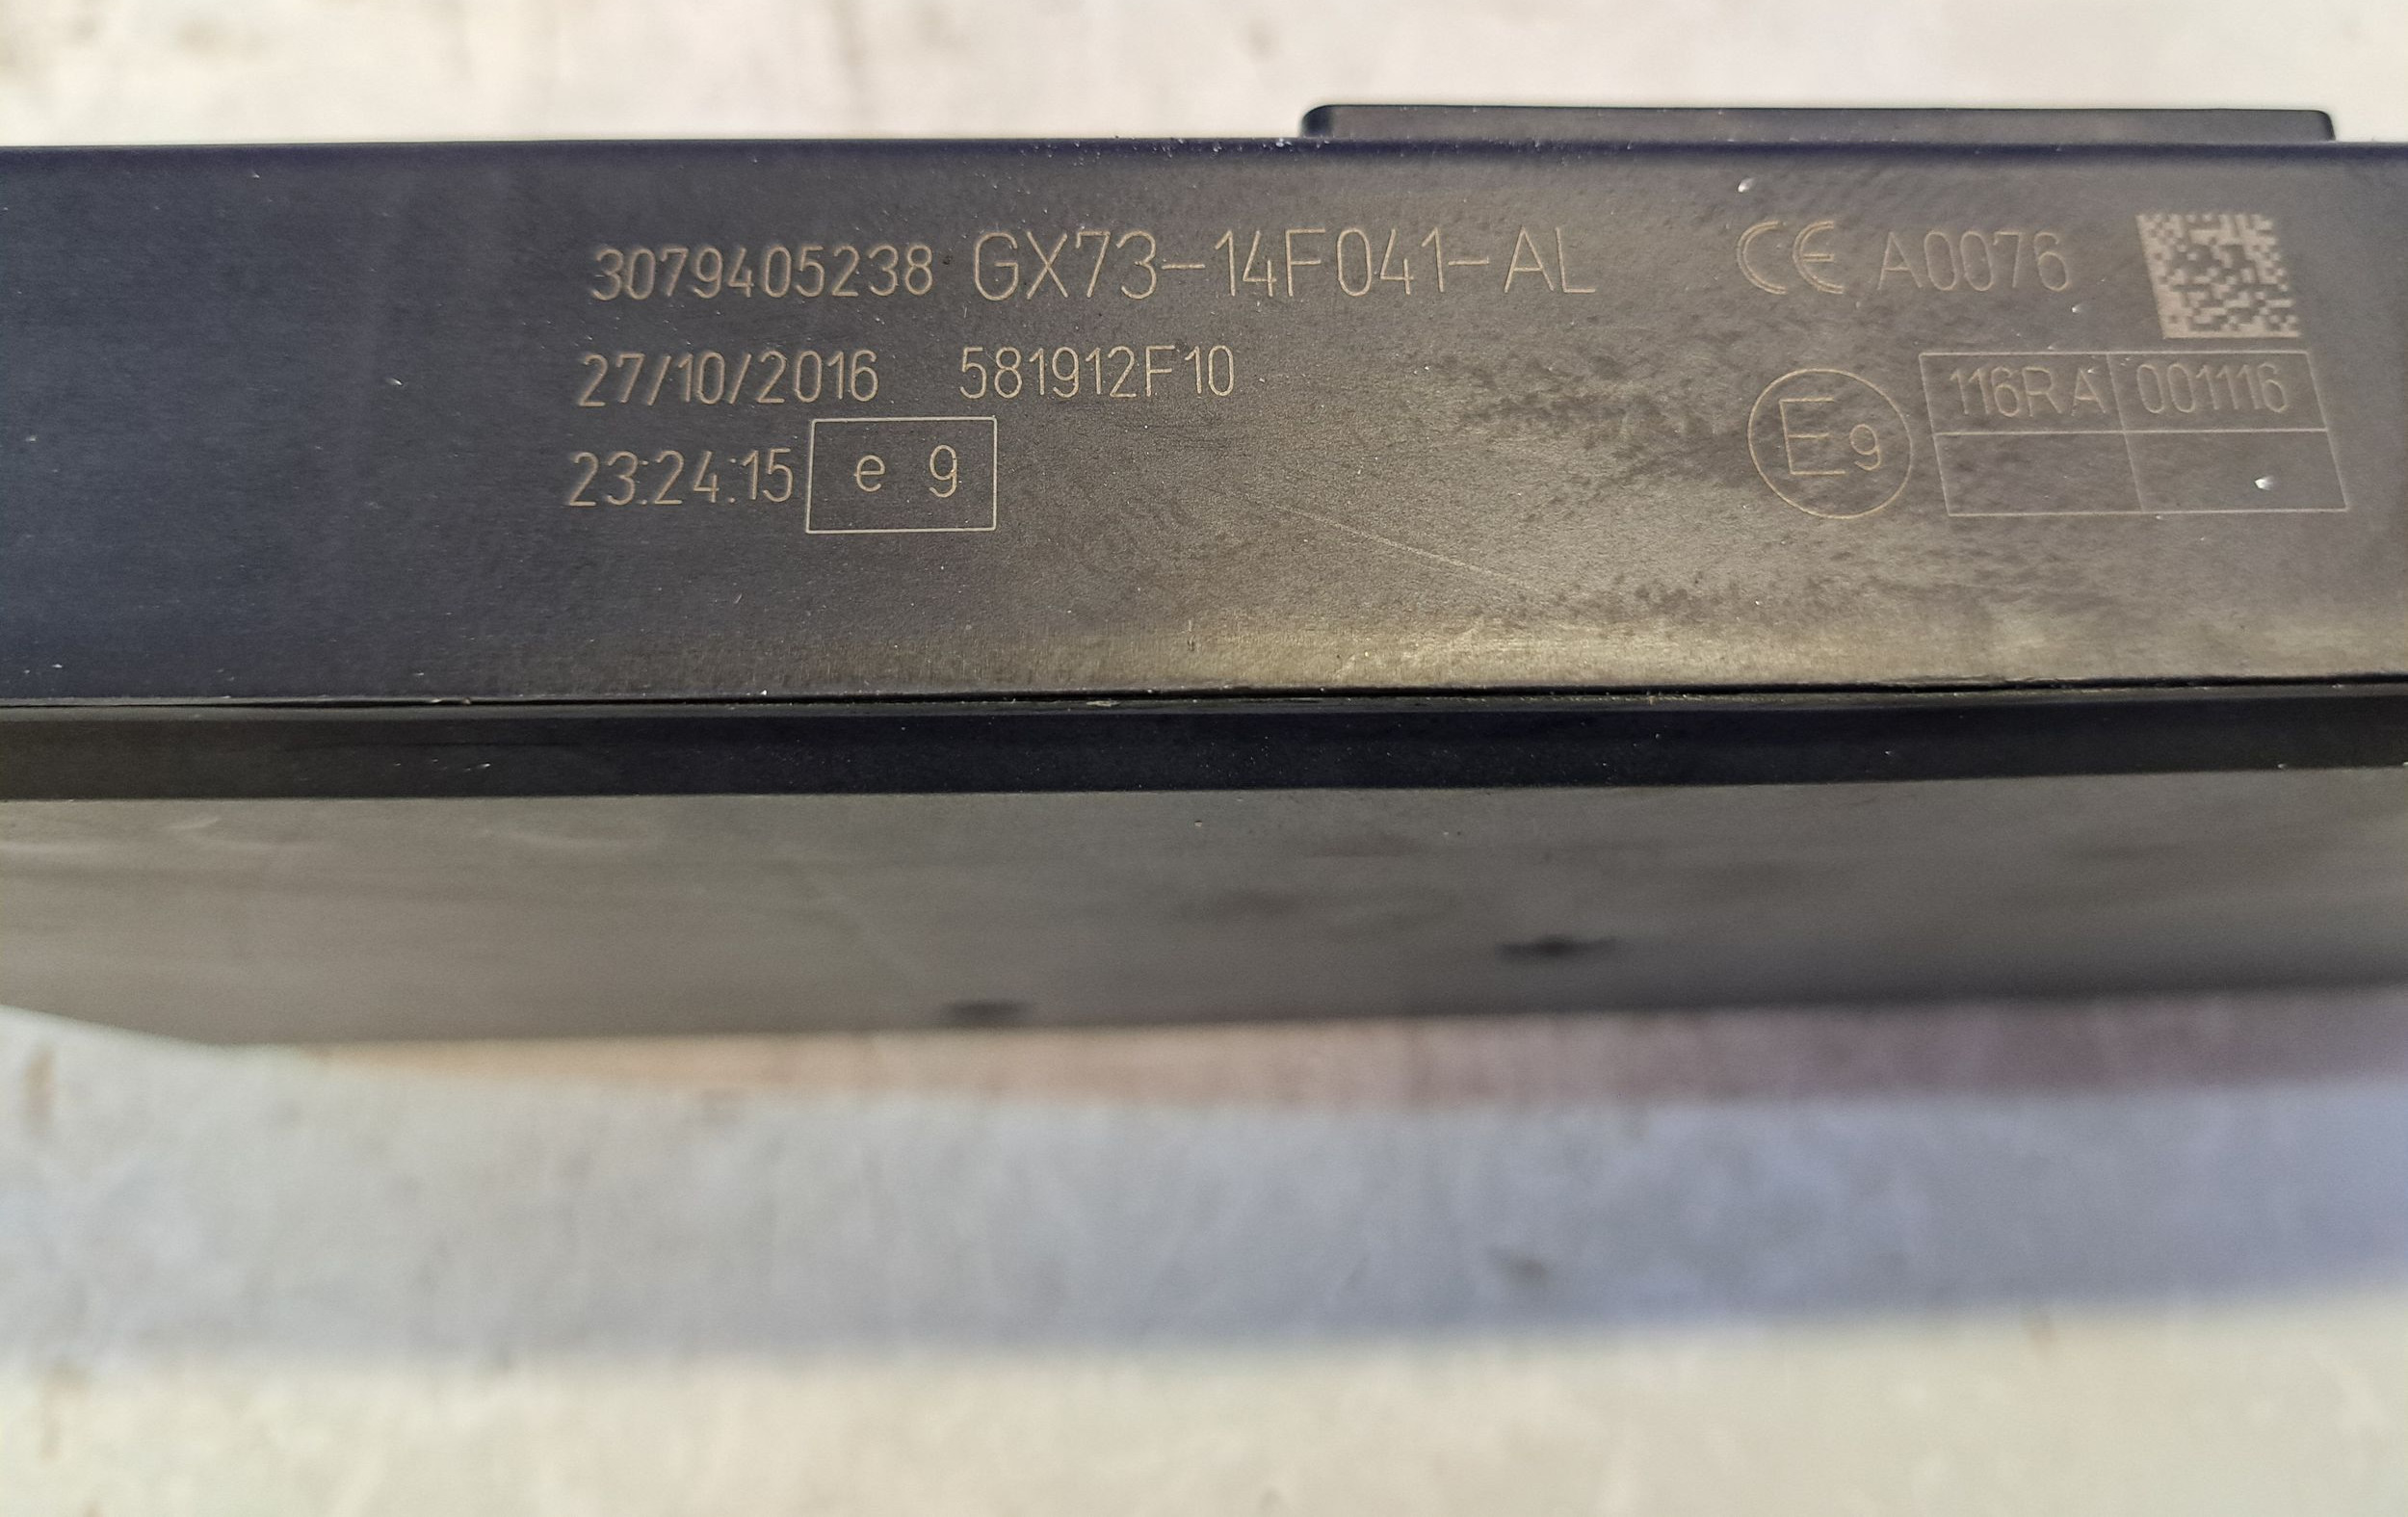 3079405238 GX73-14F041-AL CE A0076
27/10/2016 581912F10
116RA 001116
E9
23:24:15 e 9